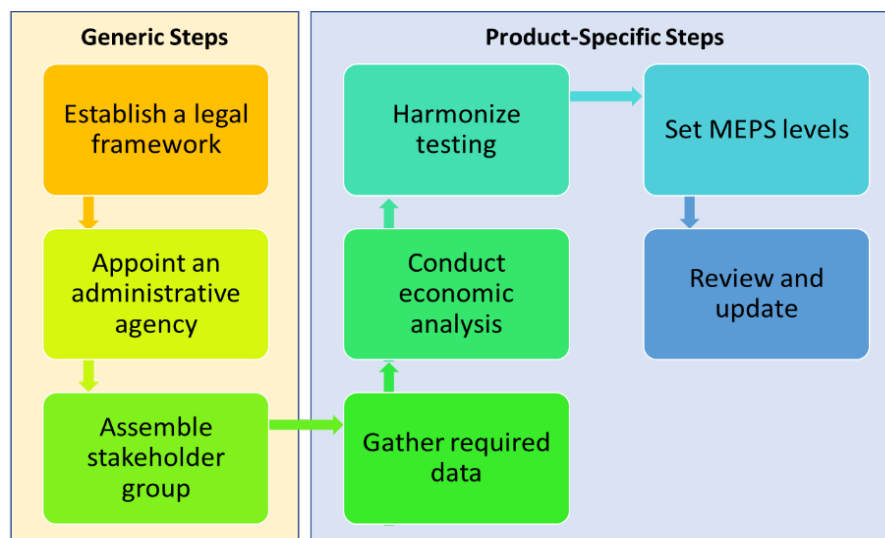 Generic Steps
Establish a legal
framework
Appoint an
administrative
agency
Assemble
stakeholder
group
Product-Specific Steps
Gather required
data
Conduct
economic
analysis
Harmonize
testing
Set MEPS levels
Review and
update